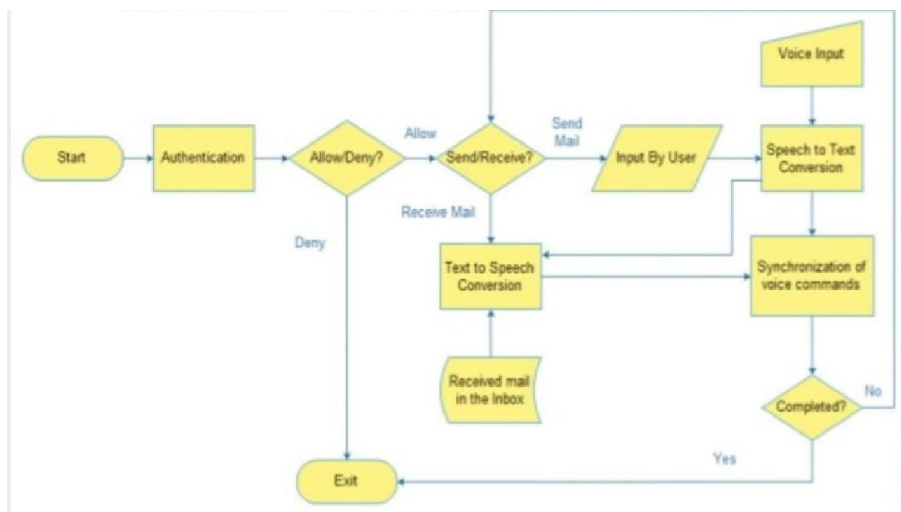 Voice Input
Start
Authentication
Allow/Deny?
Allow
Send/Receive?
Send
Mail
Input By User
Speech to Text
Conversion
Receive Mail
Deny
Text to Speech
Conversion
Synchronization of
voice commands
Received mail
in the Inbox
Completed?
No
Yes
Exit